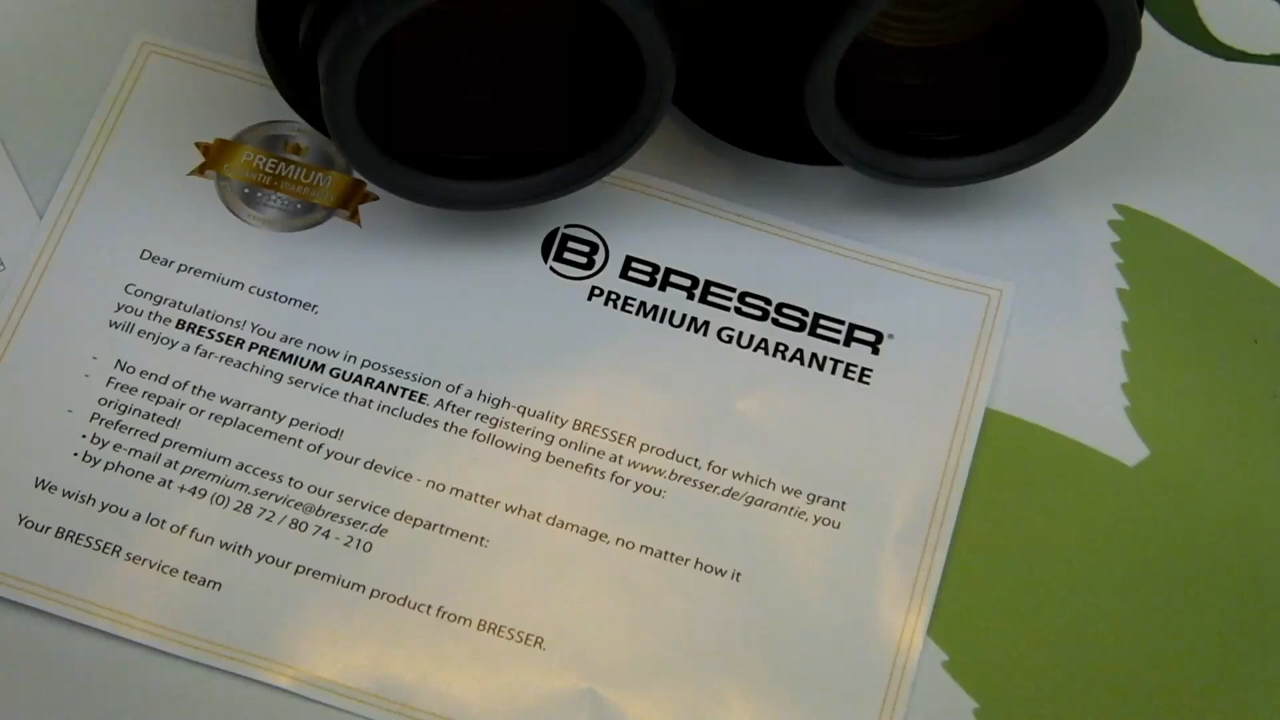 PREMIUM
GARANTIE • WARRANTY
B BRESSER®
PREMIUM GUARANTEE
Dear premium customer,
Congratulations! You are now in possession of a high-quality BRESSER product, for which we grant
you the BRESSER PREMIUM GUARANTEE. After registering online at www.bresser.de/garantie, you
will enjoy a far-reaching service that includes the following benefits for you:
- No end of the warranty period!
- Free repair or replacement of your device - no matter what damage, no matter how it
originated!
- Preferred premium access to our service department:
• by e-mail at premium.service@bresser.de
• by phone at +49 (0) 28 72 / 80 74 - 210
We wish you a lot of fun with your premium product from BRESSER.
Your BRESSER service team